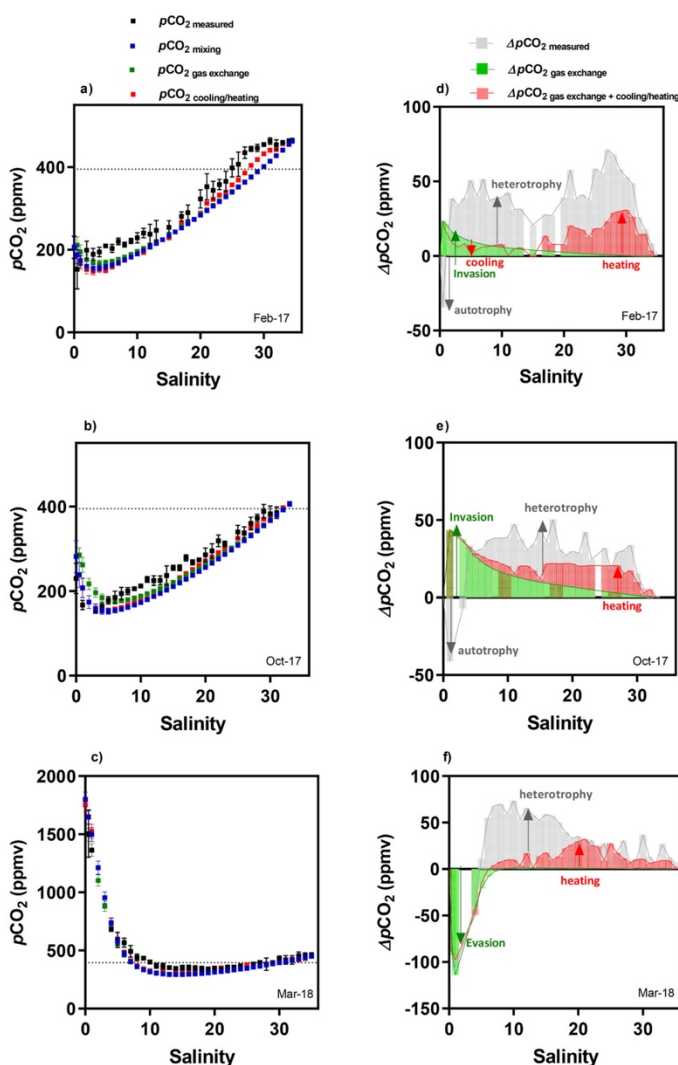 pCO2 measured
pCO2 mixing
pCO2 gas exchange
pCO2 cooling/heating
ΔpCO2 measured
ΔpCO2 gas exchange
ΔpCO2 gas exchange + cooling/heating
a)
600
400
200
0
pCO2 (ppmv)
0 10 20 30
Salinity
Feb-17
d)
100
50
0
-50
ΔpCO2 (ppmv)
heterotrophy
cooling
Invasion
heating
autotrophy
0 10 20 30
Salinity
Feb-17
b)
400
200
0
pCO2 (ppmv)
0 10 20 30
Salinity
Oct-17
e)
100
50
0
-50
ΔpCO2 (ppmv)
Invasion
heterotrophy
heating
autotrophy
0 10 20 30
Salinity
Oct-17
c)
2000
1500
1000
500
0
pCO2 (ppmv)
0 10 20 30
Salinity
Mar-18
f)
100
50
0
-50
-100
-150
ΔpCO2 (ppmv)
heterotrophy
heating
Evasion
0 10 20 30
Salinity
Mar-18